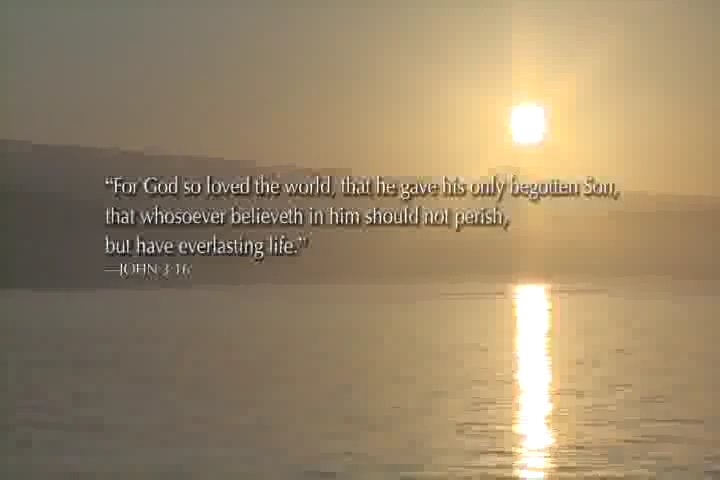 “For God so loved the world, that he gave his only begotten Son,
that whosoever believeth in him should not perish,
but have everlasting life.”
—JOHN 3:16